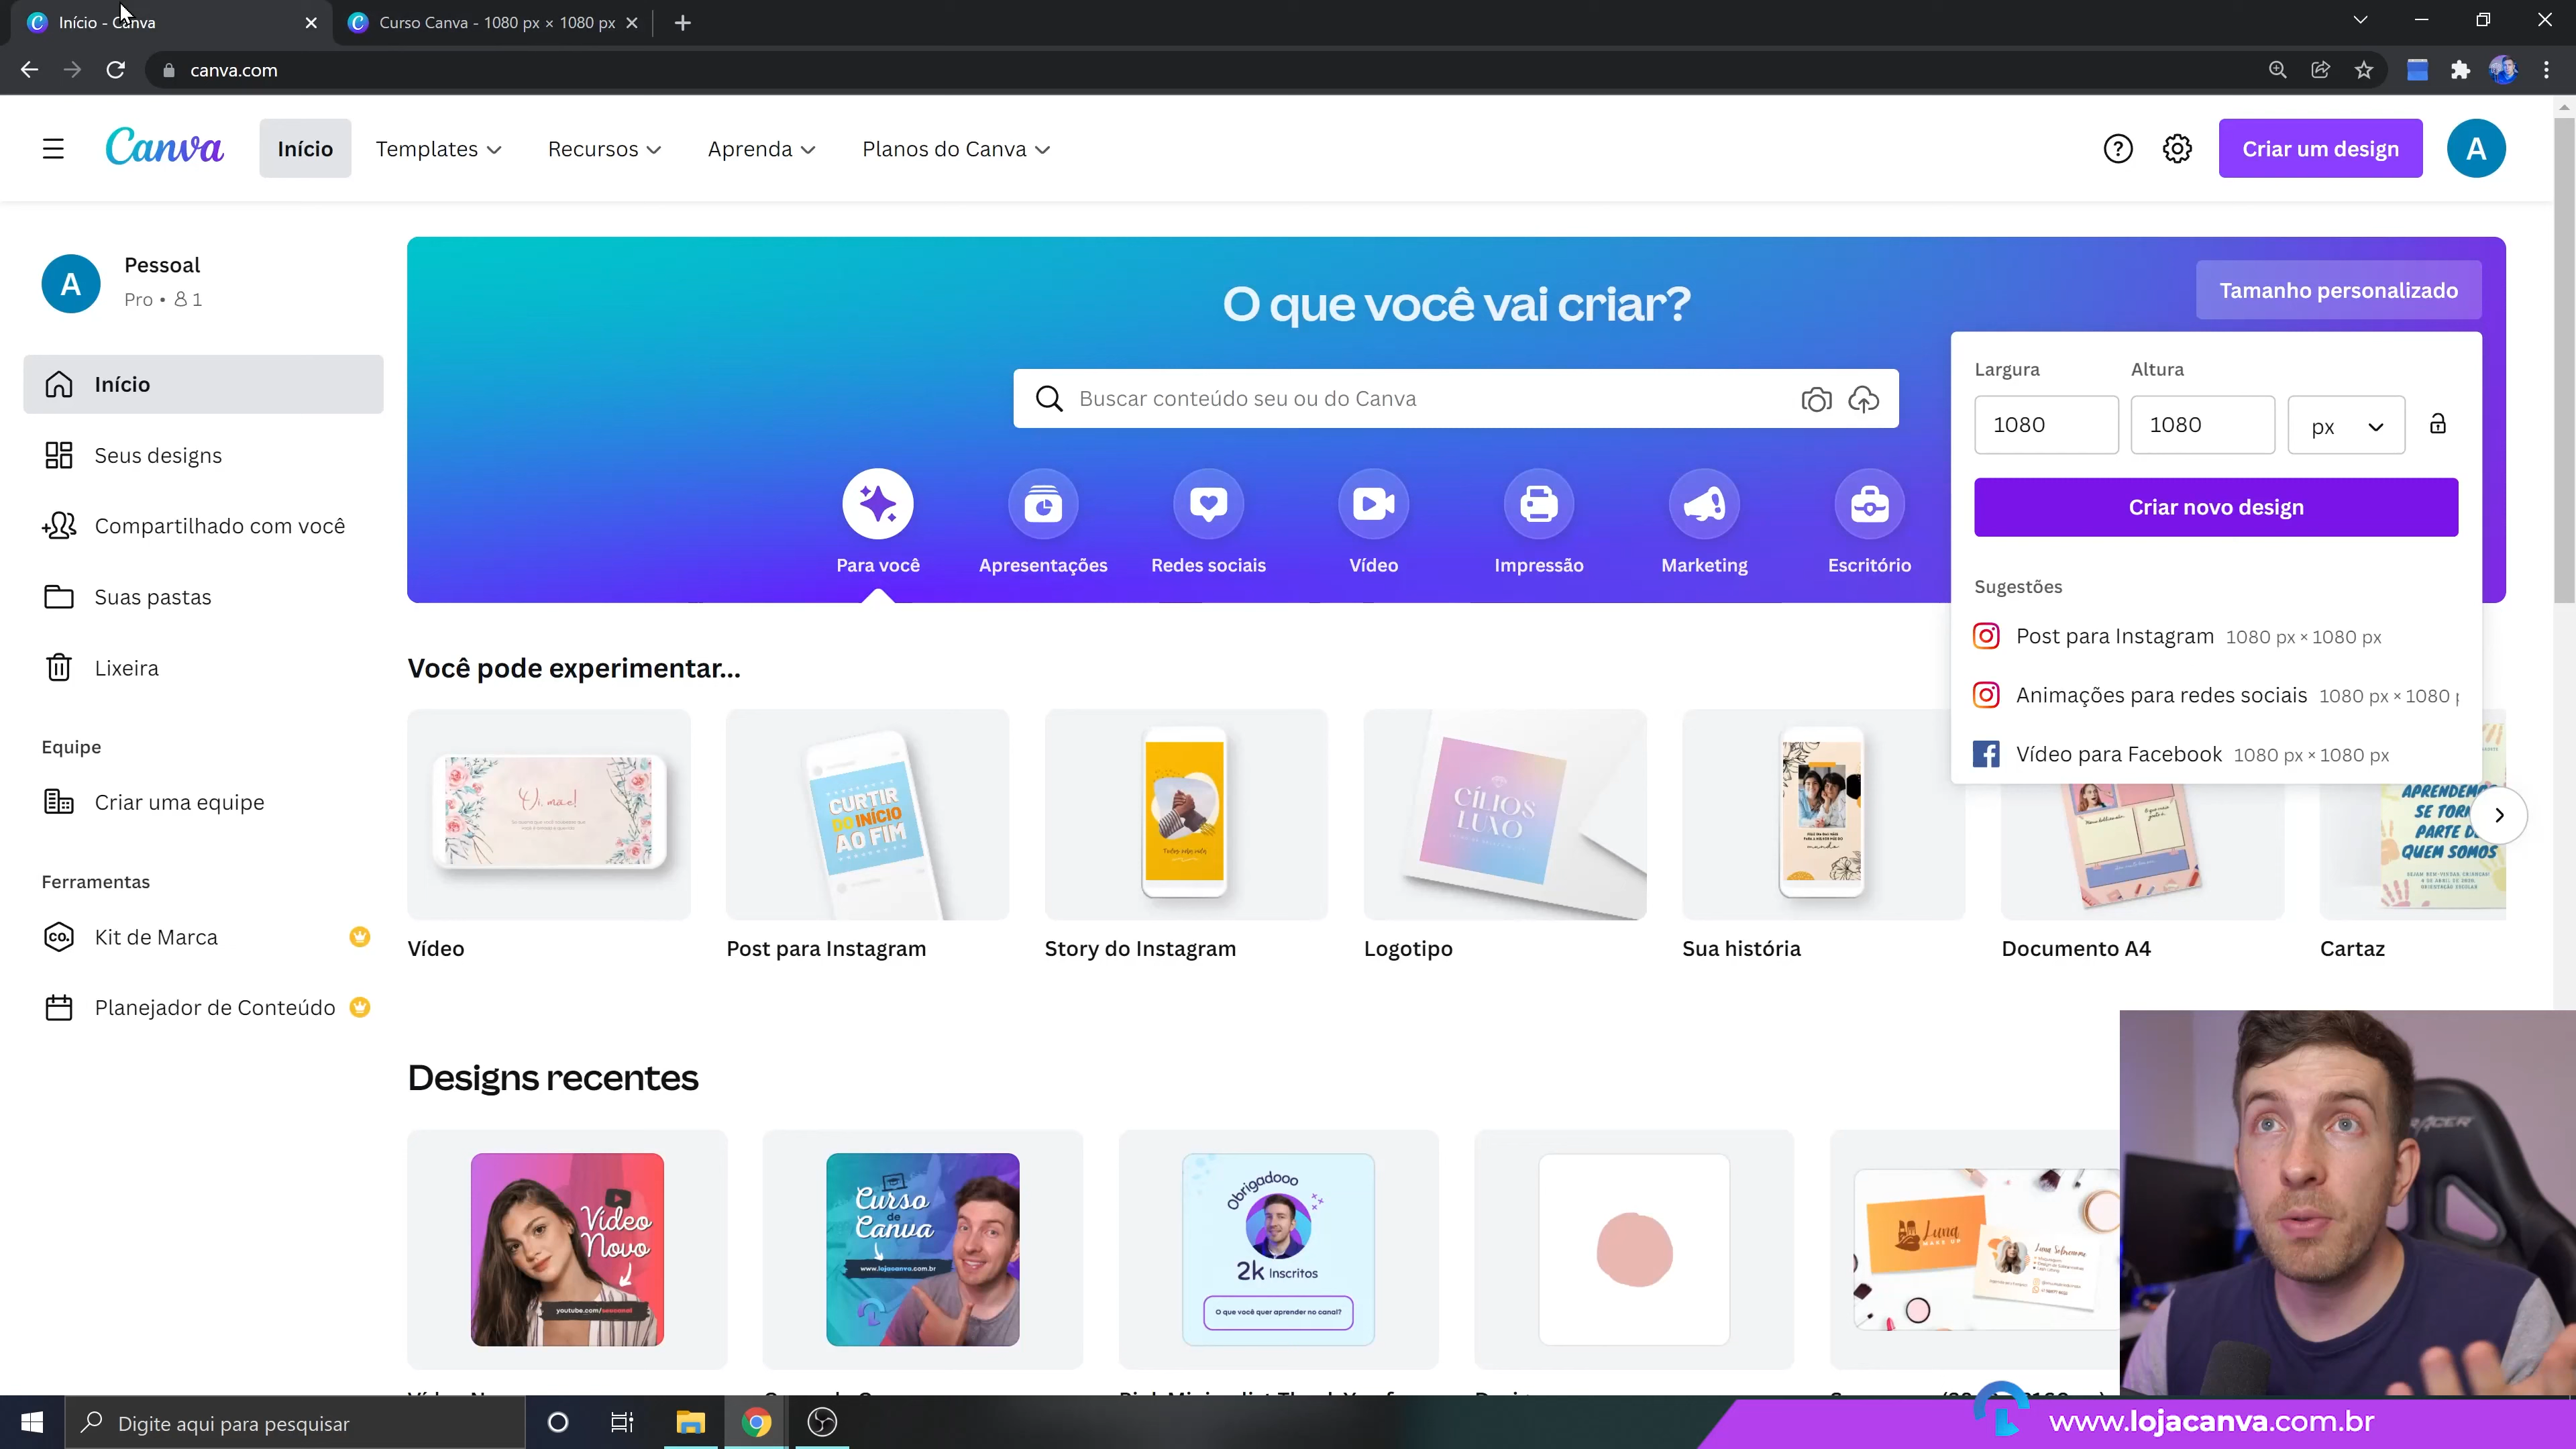 Início - Canva
Curso Canva - 1080 px × 1080 px
canva.com
Canva
Início
Templates
Recursos
Aprenda
Planos do Canva
Criar um design
A
A
Pessoal
Pro • 1
Início
Seus designs
Compartilhado com você
Suas pastas
Lixeira
Equipe
Criar uma equipe
Ferramentas
CO.
Kit de Marca
Planejador de Conteúdo
O que você vai criar?
Tamanho personalizado
Buscar conteúdo seu ou do Canva
Para você
Apresentações
Redes sociais
Vídeo
Impressão
Marketing
Escritório
Largura
Altura
1080
1080
px
Criar novo design
Sugestões
Post para Instagram 1080 px × 1080 px
Animações para redes sociais 1080 px × 1080
Vídeo para Facebook 1080 px × 1080 px
Você pode experimentar...
Oi, mãe!
CURTIR
DO INÍCIO
AO FIM
CÍLIOS
LUXO
SE
PARTE
QUEM SOMOS
Vídeo
Post para Instagram
Story do Instagram
Logotipo
Sua história
Documento A4
Cartaz
Designs recentes
Vídeo
Novo
Curso
de
Canva
www.lojacanva.com.br
Obrigadooo
2k Inscritos
O que você quer aprender no canal?
Luna
MAKE UP
Digite aqui para pesquisar
www.lojacanva.com.br